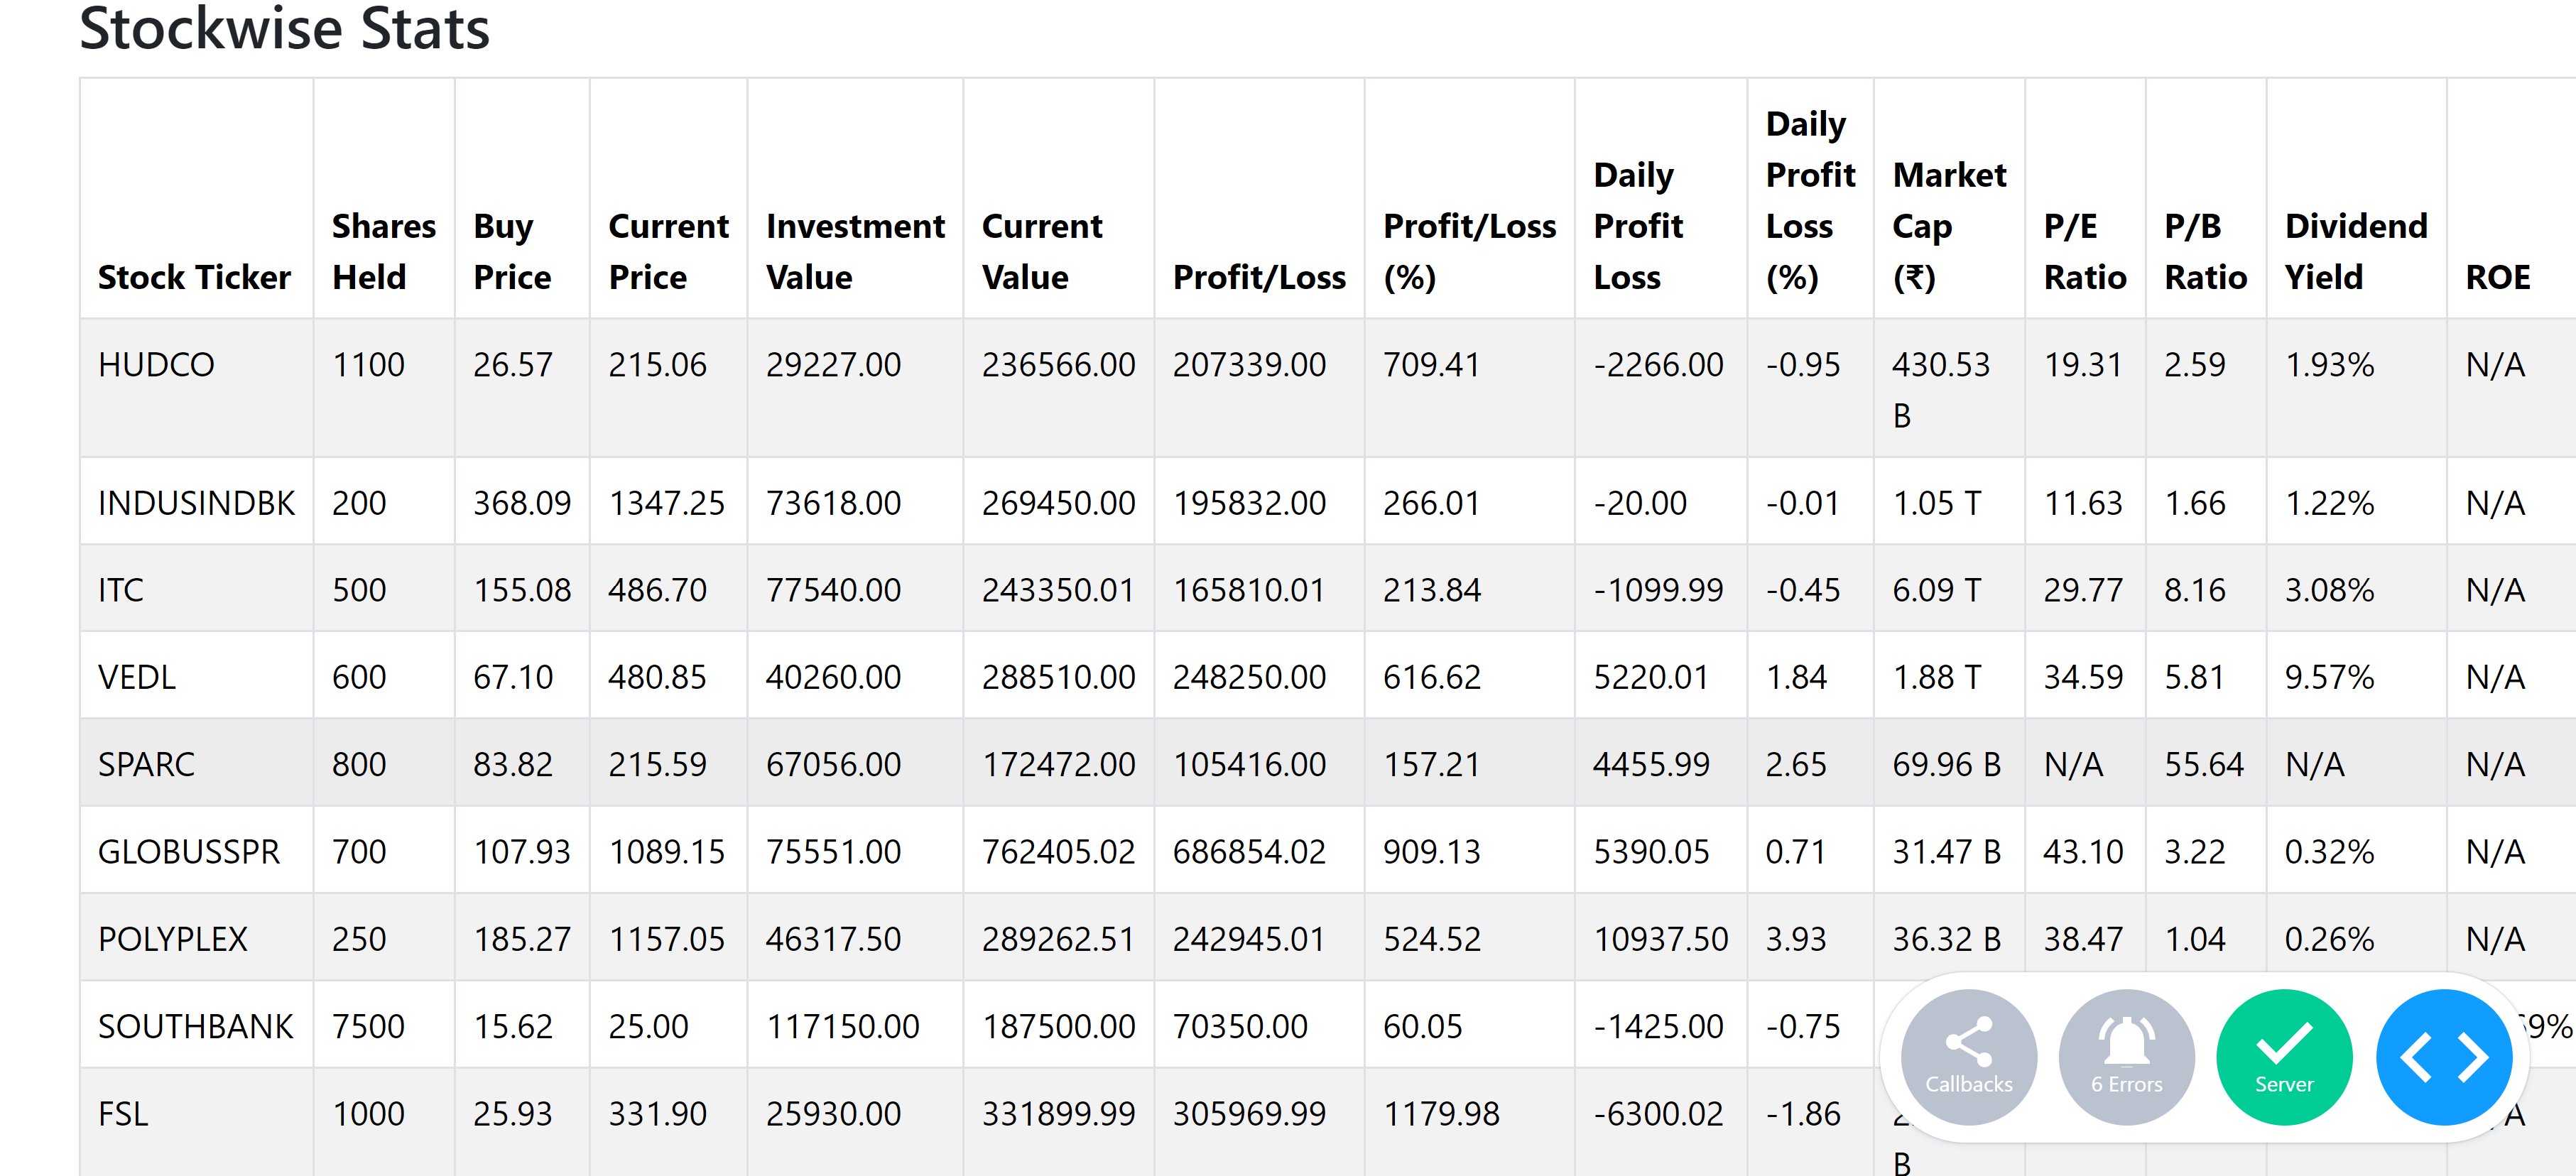 Stockwise Stats
Stock Ticker Shares Held Buy Price Current Price Investment Value Current Value Profit/Loss Profit/Loss (%) Daily Profit Loss Daily Profit Loss (%) Market Cap (₹) P/E Ratio P/B Ratio Dividend Yield ROE
HUDCO 1100 26.57 215.06 29227.00 236566.00 207339.00 709.41 -2266.00 -0.95 430.53 B 19.31 2.59 1.93% N/A
INDUSINDBK 200 368.09 1347.25 73618.00 269450.00 195832.00 266.01 -20.00 -0.01 1.05 T 11.63 1.66 1.22% N/A
ITC 500 155.08 486.70 77540.00 243350.01 165810.01 213.84 -1099.99 -0.45 6.09 T 29.77 8.16 3.08% N/A
VEDL 600 67.10 480.85 40260.00 288510.00 248250.00 616.62 5220.01 1.84 1.88 T 34.59 5.81 9.57% N/A
SPARC 800 83.82 215.59 67056.00 172472.00 105416.00 157.21 4455.99 2.65 69.96 B N/A 55.64 N/A N/A
GLOBUSSPR 700 107.93 1089.15 75551.00 762405.02 686854.02 909.13 5390.05 0.71 31.47 B 43.10 3.22 0.32% N/A
POLYPLEX 250 185.27 1157.05 46317.50 289262.51 242945.01 524.52 10937.50 3.93 36.32 B 38.47 1.04 0.26% N/A
SOUTHBANK 7500 15.62 25.00 117150.00 187500.00 70350.00 60.05 -1425.00 -0.75
FSL 1000 25.93 331.90 25930.00 331899.99 305969.99 1179.98 -6300.02 -1.86 B
Callbacks 6 Errors Server